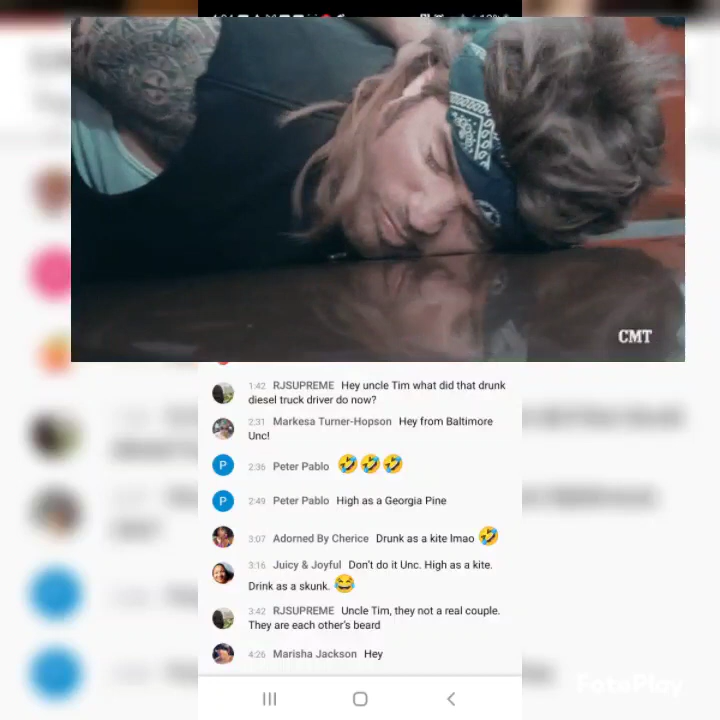 CMT
1:42 RJSUPREME Hey uncle Tim what did that drunk
diesel truck driver do now?
2:31 Markesa Turner-Hopson Hey from Baltimore
Unc!
2:36 Peter Pablo 🤣🤣🤣
2:49 Peter Pablo High as a Georgia Pine
3:07 Adorned By Cherice Drunk as a kite lmao 🤣
3:16 Juicy & Joyful Don't do it Unc. High as a kite.
Drink as a skunk. 😂
3:42 RJSUPREME Uncle Tim, they not a real couple.
They are each other's beard
4:26 Marisha Jackson Hey
FotoPlay